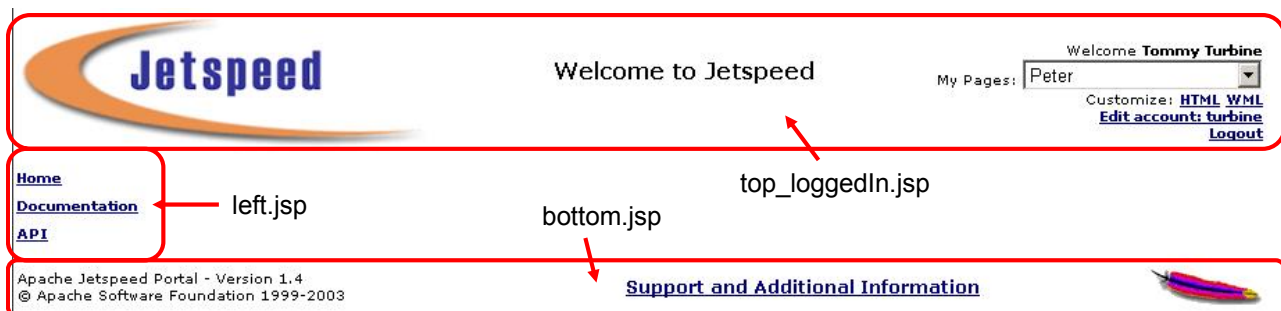 Jetspeed
Welcome to Jetspeed
Welcome Tommy Turbine
My Pages: Peter
Customize: HTML WML
Edit account: turbine
Logout
top_loggedIn.jsp
Home
Documentation
API
left.jsp
bottom.jsp
Apache Jetspeed Portal - Version 1.4
© Apache Software Foundation 1999-2003
Support and Additional Information